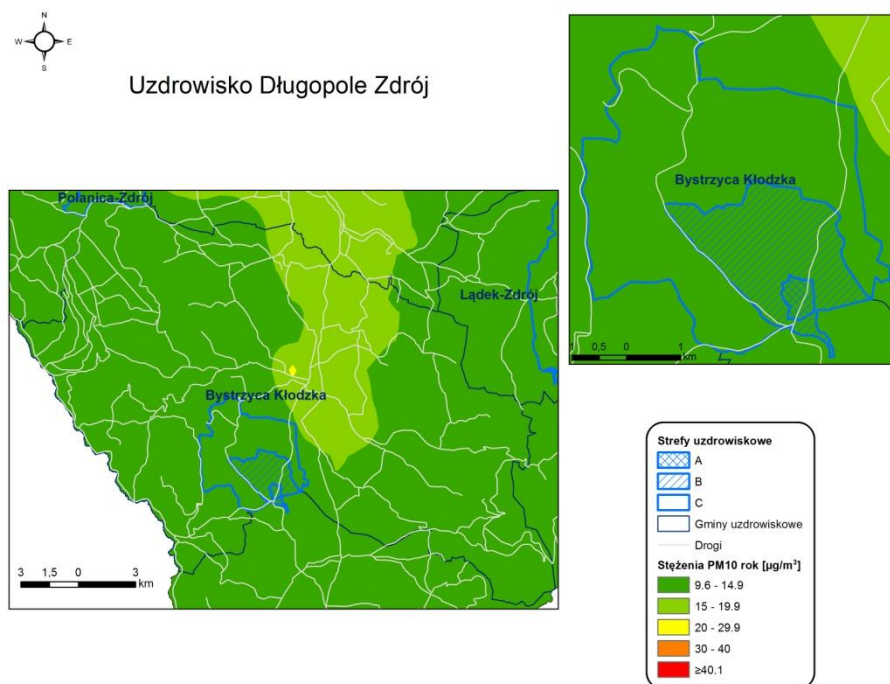 N
W E
S
Uzdrowisko Długopole Zdrój
Polanica-Zdrój
Lądek-Zdrój
Bystrzyca Kłodzka
3 1,5 0 3
km
Bystrzyca Kłodzka
1 0,5 0 1
km
Strefy uzdrowiskowe
A
B
C
Gminy uzdrowiskowe
Drogi
Stężenia PM10 rok [µg/m³]
9.6 - 14.9
15 - 19.9
20 - 29.9
30 - 40
≥40.1